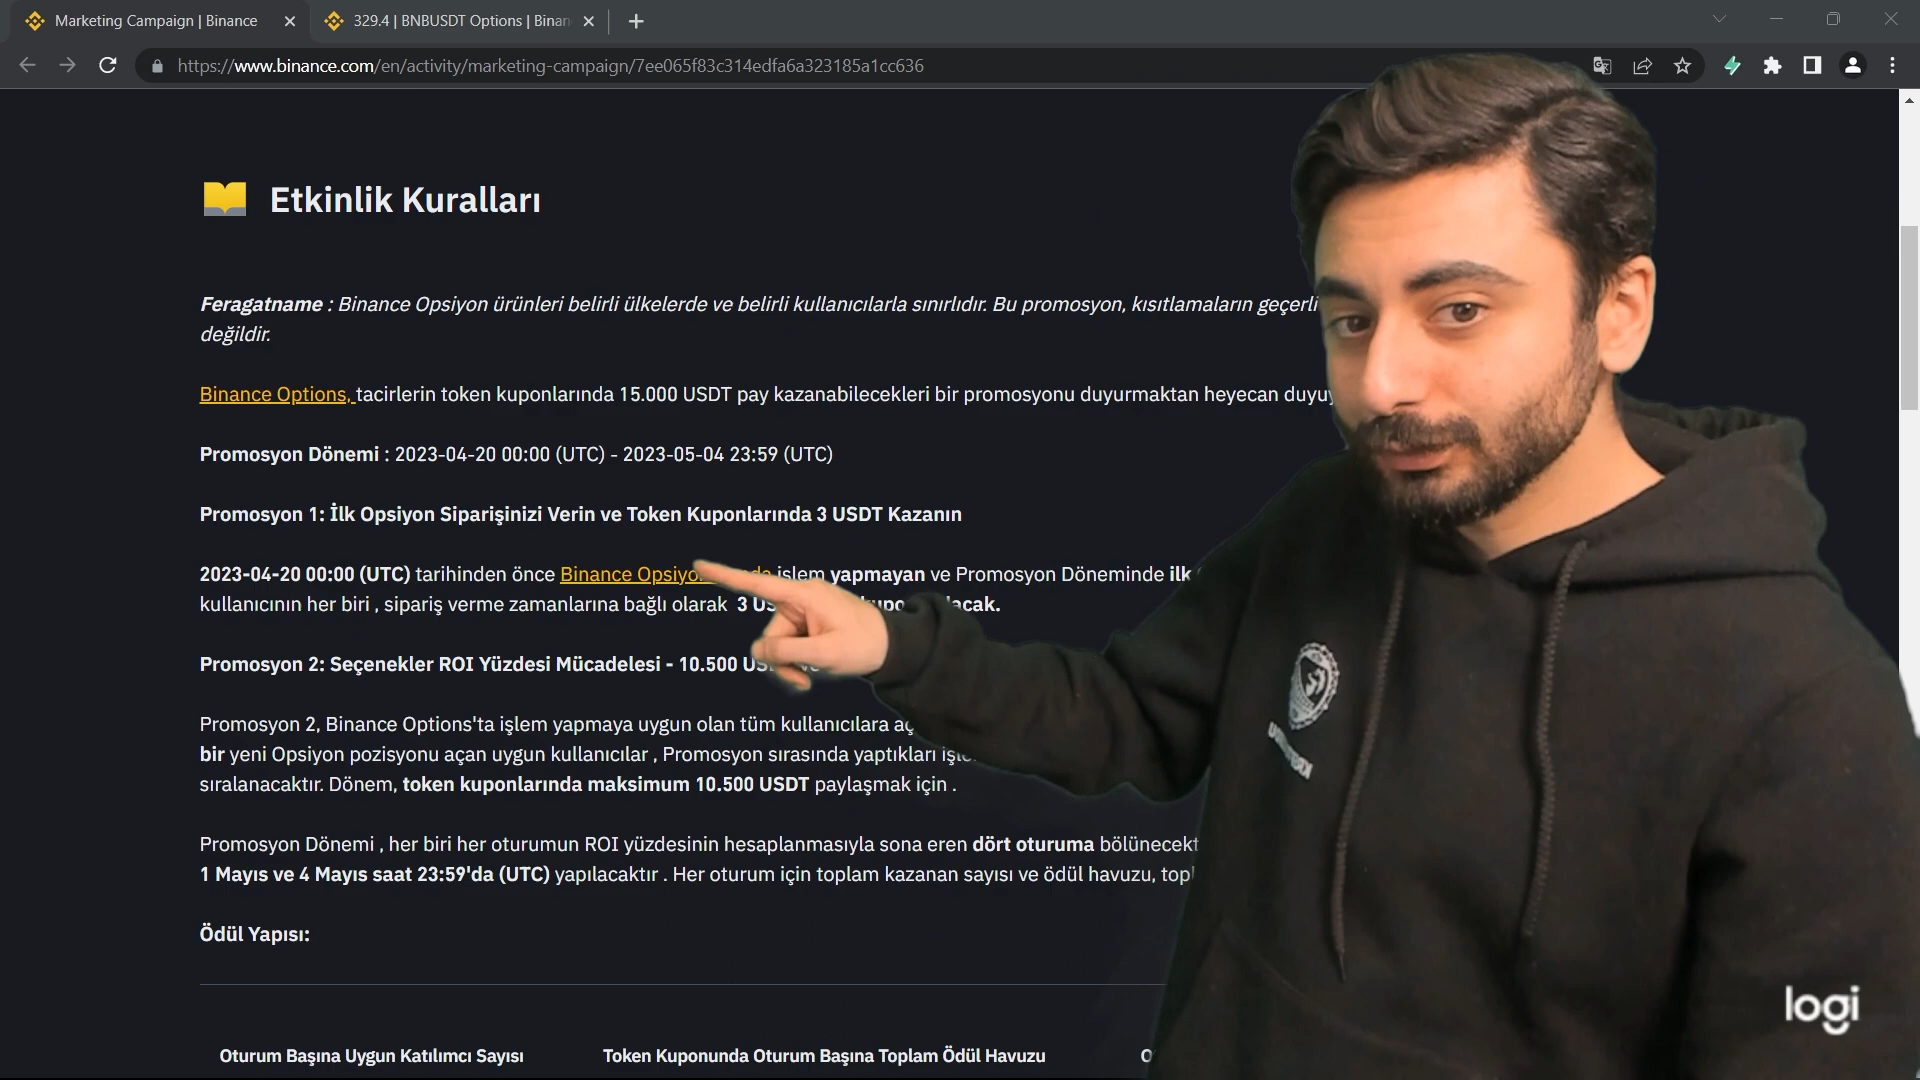 Marketing Campaign | Binance
329.4 | BNBUSDT Options | Binan
https://www.binance.com/en/activity/marketing-campaign/7ee065f83c314edfa6a323185a1cc636
Etkinlik Kuralları
Feragatname : Binance Opsiyon ürünleri belirli ülkelerde ve belirli kullanıcılarla sınırlıdır. Bu promosyon, kısıtlamaların geçerli
değildir.
Binance Options, tacirlerin token kuponlarında 15.000 USDT pay kazanabilecekleri bir promosyonu duyurmaktan heyecan
Promosyon Dönemi : 2023-04-20 00:00 (UTC) - 2023-05-04 23:59 (UTC)
Promosyon 1: İlk Opsiyon Siparişinizi Verin ve Token Kuponlarında 3 USDT Kazanın
2023-04-20 00:00 (UTC) tarihinden önce Binance işlem yapmayan ve Promosyon Döneminde ilk
kullanıcının her biri , sipariş verme zamanlarına bağlı olarak 3
Promosyon 2: Seçenekler ROI Yüzdesi Mücadelesi - 10.500
Promosyon 2, Binance Options'ta işlem yapmaya uygun olan tüm kullanıcılara
bir yeni Opsiyon pozisyonu açan uygun kullanıcılar , Promosyon sırasında yaptıkları
sıralanacaktır. Dönem, token kuponlarında maksimum 10.500 USDT paylaşmak için .
Promosyon Dönemi , her biri her oturumun ROI yüzdesinin hesaplanmasıyla sona eren dört oturuma
1 Mayıs ve 4 Mayıs saat 23:59'da (UTC) yapılacaktır . Her oturum için toplam kazanan sayısı ve ödül havuzu,
Ödül Yapısı:
Oturum Başına Uygun Katılımcı Sayısı
Token Kuponunda Oturum Başına Toplam Ödül Havuzu
logi